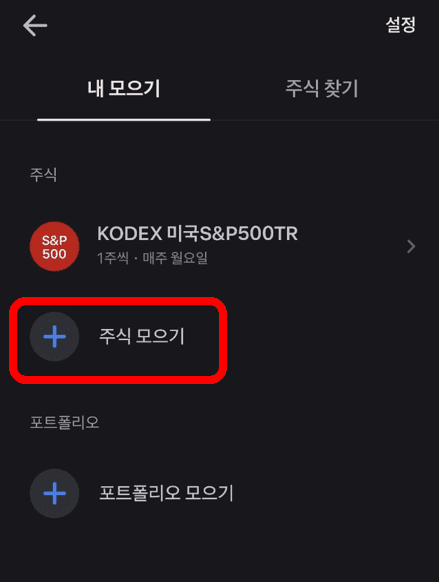 설정
내 모으기
주식 찾기
주식
S&P
500
KODEX 미국S&P500TR
1주씩 · 매주 월요일
주식 모으기
포트폴리오
포트폴리오 모으기